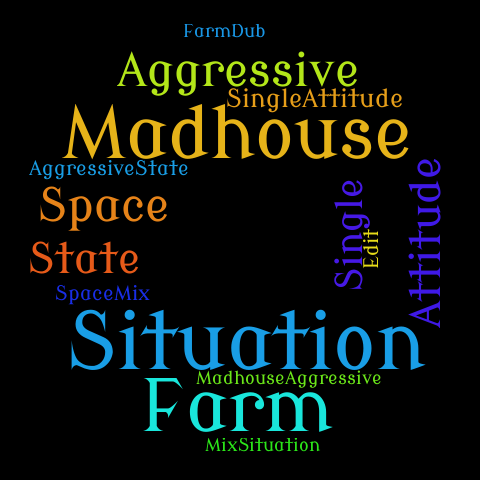 FarmDub
Aggressive
SingleAttitude
Madhouse
AggressiveState
Space
Single
Edit
Attitude
State
SpaceMix
Situation
MadhouseAggressive
Farm
MixSituation